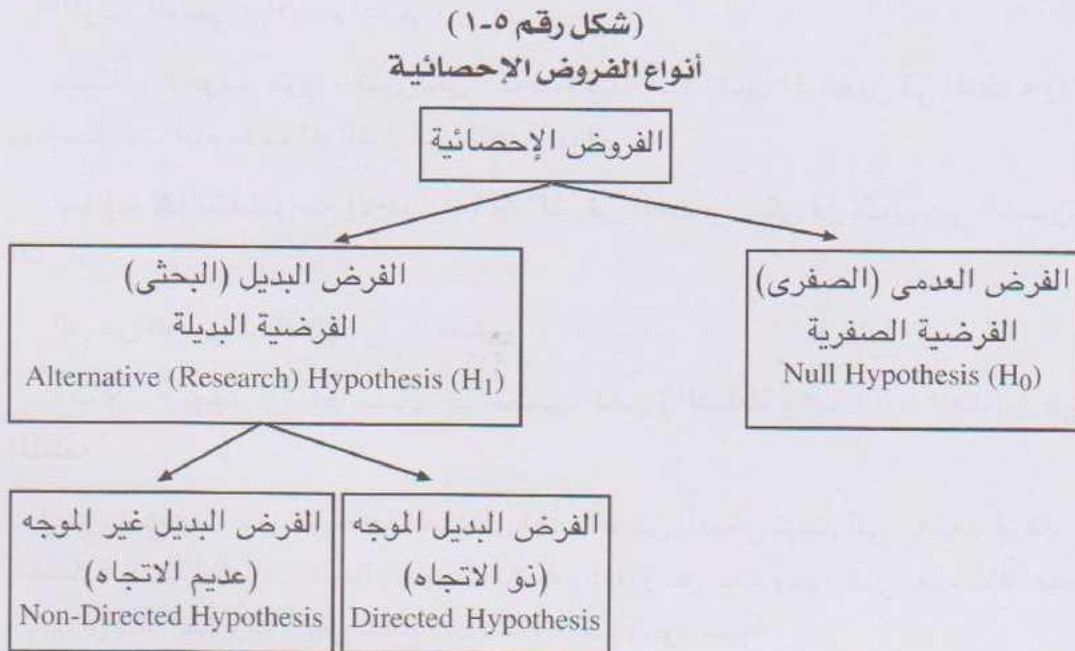 (شكل رقم ٥-١)
أنواع الفروض الإحصائية
الفروض الإحصائية
الفرض العدمى (الصفرى)
الفرضية الصفرية
Null Hypothesis (H₀)
الفرض البديل (البحثى)
الفرضية البديلة
Alternative (Research) Hypothesis (H₁)
الفرض البديل الموجه
(ذو الاتجاه)
Directed Hypothesis
الفرض البديل غير الموجه
(عديم الاتجاه)
Non-Directed Hypothesis